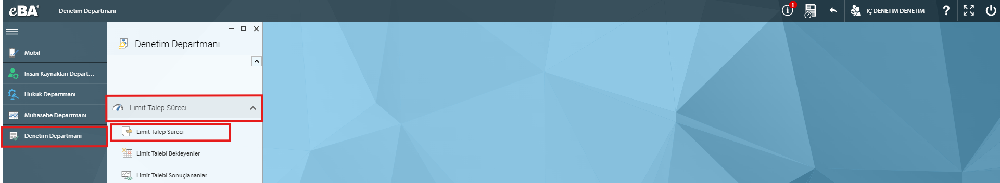 eBA®
Denetim Departmanı
1
İÇ DENETİM DENETİM
?
Mobil
İnsan Kaynakları Depart...
Hukuk Departmanı
Muhasebe Departmanı
Denetim Departmanı
Denetim Departmanı
Limit Talep Süreci
Limit Talep Süreci
Limit Talebi Bekleyenler
Limit Talebi Sonuçlananlar